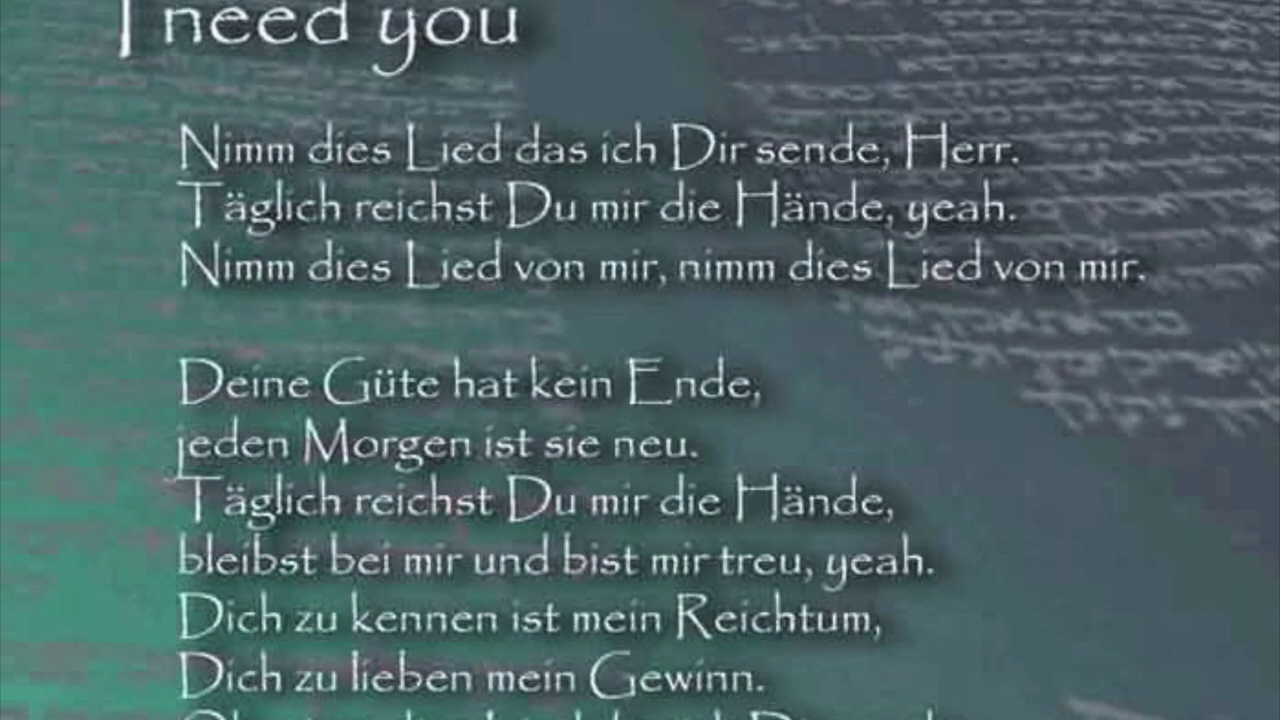 I need you
Nimm dies Lied das ich Dir sende, Herr.
Täglich reichst Du mir die Hände, yeah.
Nimm dies Lied von mir, nimm dies Lied von mir.
Deine Güte hat kein Ende,
jeden Morgen ist sie neu.
Täglich reichst Du mir die Hände,
bleibst bei mir und bist mir treu, yeah.
Dich zu kennen ist mein Reichtum,
Dich zu lieben mein Gewinn.